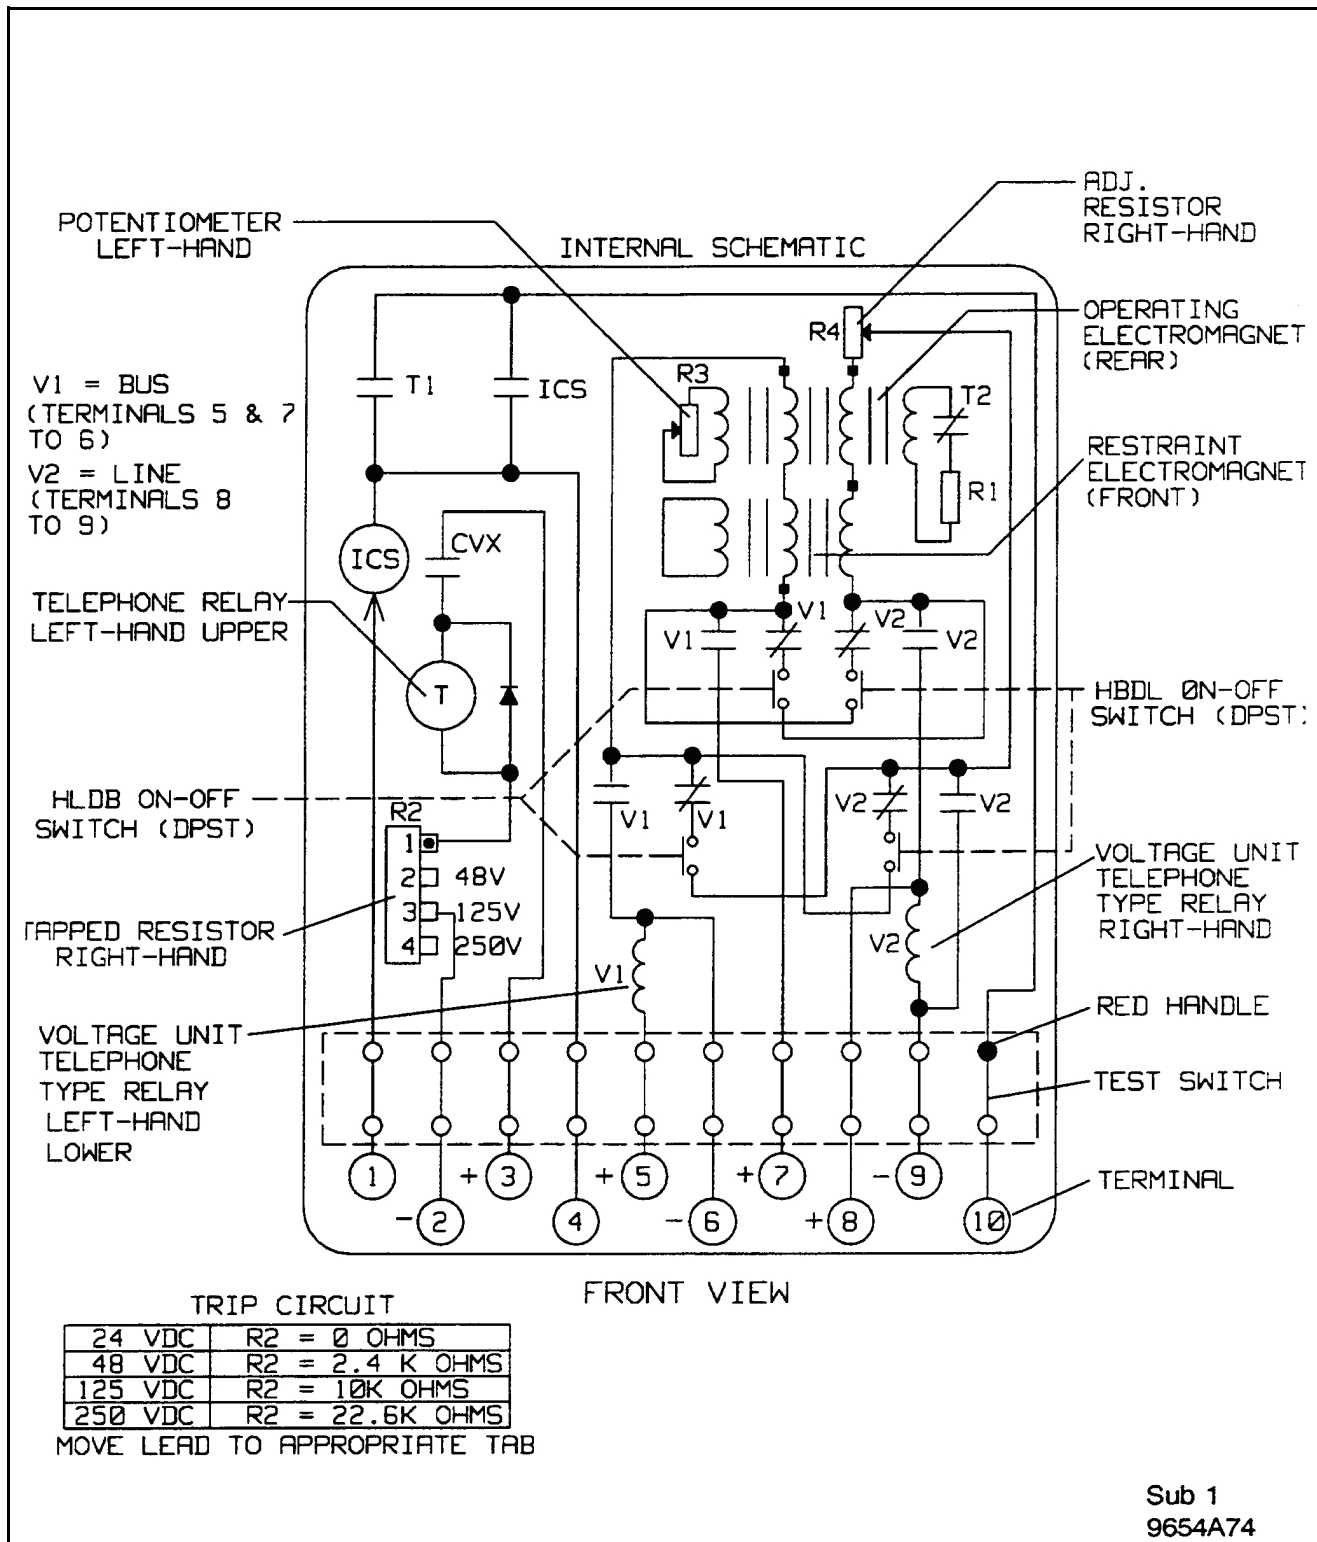 ADJ.
RESISTOR
RIGHT-HAND
POTENTIOMETER
LEFT-HAND
INTERNAL SCHEMATIC
OPERATING
ELECTROMAGNET
(REAR)
R4
R3
T1
ICS
T2
V1 = BUS
(TERMINALS 5 & 7
TO 6)
V2 = LINE
(TERMINALS 8
TO 9)
RESTRAINT
ELECTROMAGNET
(FRONT)
R1
CVX
ICS
TELEPHONE RELAY
LEFT-HAND UPPER
V1
V1
V2
V2
T
HBDL ON-OFF
SWITCH (DPST)
HLDB ON-OFF
SWITCH (DPST)
R2
1
2 48V
3 125V
4 250V
V1
V1
V2
V2
VOLTAGE UNIT
TELEPHONE
TYPE RELAY
RIGHT-HAND
TAPPED RESISTOR
RIGHT-HAND
V1
V2
RED HANDLE
VOLTAGE UNIT
TELEPHONE
TYPE RELAY
LEFT-HAND
LOWER
TEST SWITCH
TERMINAL
1 +3 +5 +7 -9
-2 4 -6 +8 10
FRONT VIEW
TRIP CIRCUIT
24 VDC R2 = 0 OHMS
48 VDC R2 = 2.4 K OHMS
125 VDC R2 = 10K OHMS
250 VDC R2 = 22.6K OHMS
MOVE LEAD TO APPROPRIATE TAB
Sub 1
9654A74